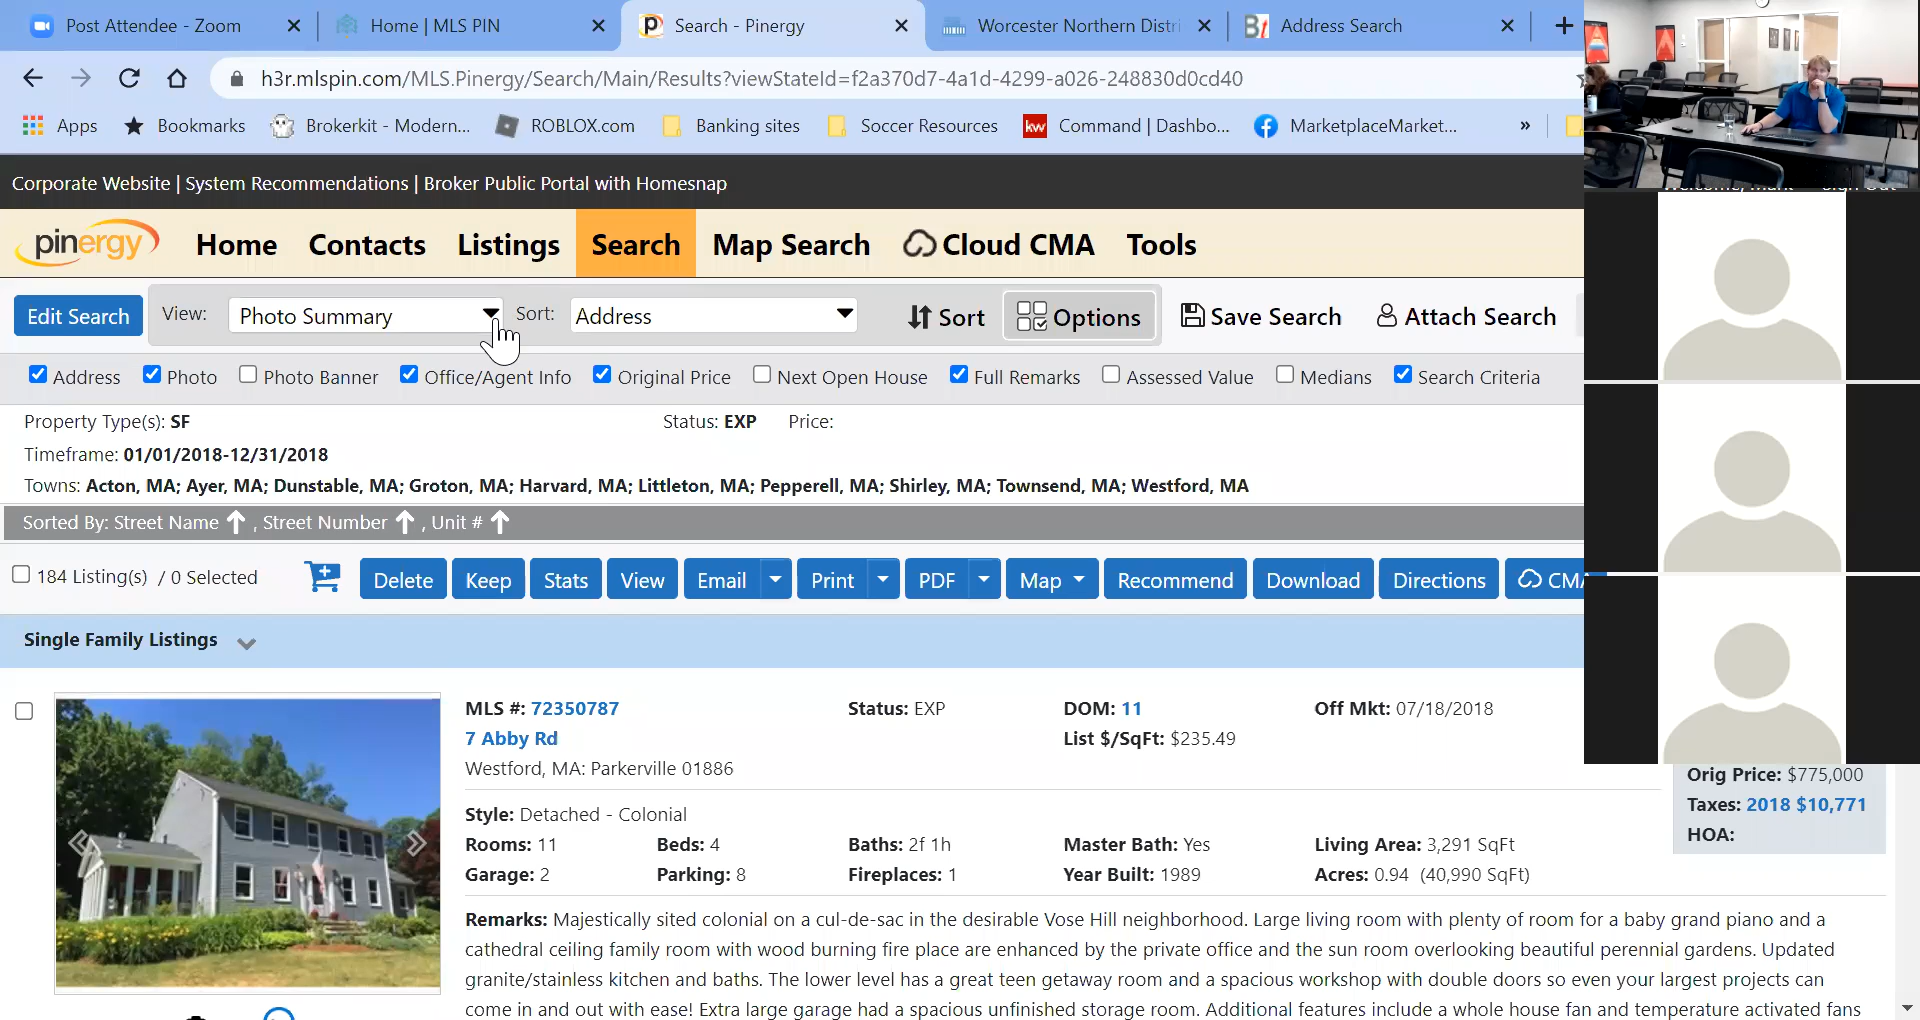 Post Attendee - Zoom
Home | MLS PIN
Search - Pinergy
Worcester Northern Distri
Address Search
h3r.mlspin.com/MLS.Pinergy/Search/Main/Results?viewStateId=f2a370d7-4a1d-4299-a026-248830d0cd40
Apps
Bookmarks
Brokerkit - Modern...
ROBLOX.com
Banking sites
Soccer Resources
kw
Command | Dashbo...
MarketplaceMarket...
»
Corporate Website | System Recommendations | Broker Public Portal with Homesnap
pinergy
Home Contacts Listings Search Map Search Cloud CMA Tools
Edit Search View: Photo Summary Sort: Address Sort Options Save Search Attach Search
Address Photo Photo Banner Office/Agent Info Original Price Next Open House Full Remarks Assessed Value Medians Search Criteria
Property Type(s): SF Status: EXP Price:
Timeframe: 01/01/2018-12/31/2018
Towns: Acton, MA; Ayer, MA; Dunstable, MA; Groton, MA; Harvard, MA; Littleton, MA; Pepperell, MA; Shirley, MA; Townsend, MA; Westford, MA
Sorted By: Street Name , Street Number , Unit #
184 Listing(s) / 0 Selected Delete Keep Stats View Email Print PDF Map Recommend Download Directions CMA
Single Family Listings
MLS #: 72350787 Status: EXP DOM: 11 Off Mkt: 07/18/2018
7 Abby Rd List $/SqFt: $235.49
Westford, MA: Parkerville 01886
Orig Price: $775,000
Taxes: 2018 $10,771
HOA:
Style: Detached - Colonial
Rooms: 11 Beds: 4 Baths: 2f 1h Master Bath: Yes Living Area: 3,291 SqFt
Garage: 2 Parking: 8 Fireplaces: 1 Year Built: 1989 Acres: 0.94 (40,990 SqFt)
Remarks: Majestically sited colonial on a cul-de-sac in the desirable Vose Hill neighborhood. Large living room with plenty of room for a baby grand piano and a
cathedral ceiling family room with wood burning fire place are enhanced by the private office and the sun room overlooking beautiful perennial gardens. Updated
granite/stainless kitchen and baths. The lower level has a great teen getaway room and a spacious workshop with double doors so even your largest projects can
come in and out with ease! Extra large garage had a spacious unfinished storage room. Additional features include a whole house fan and temperature activated fans